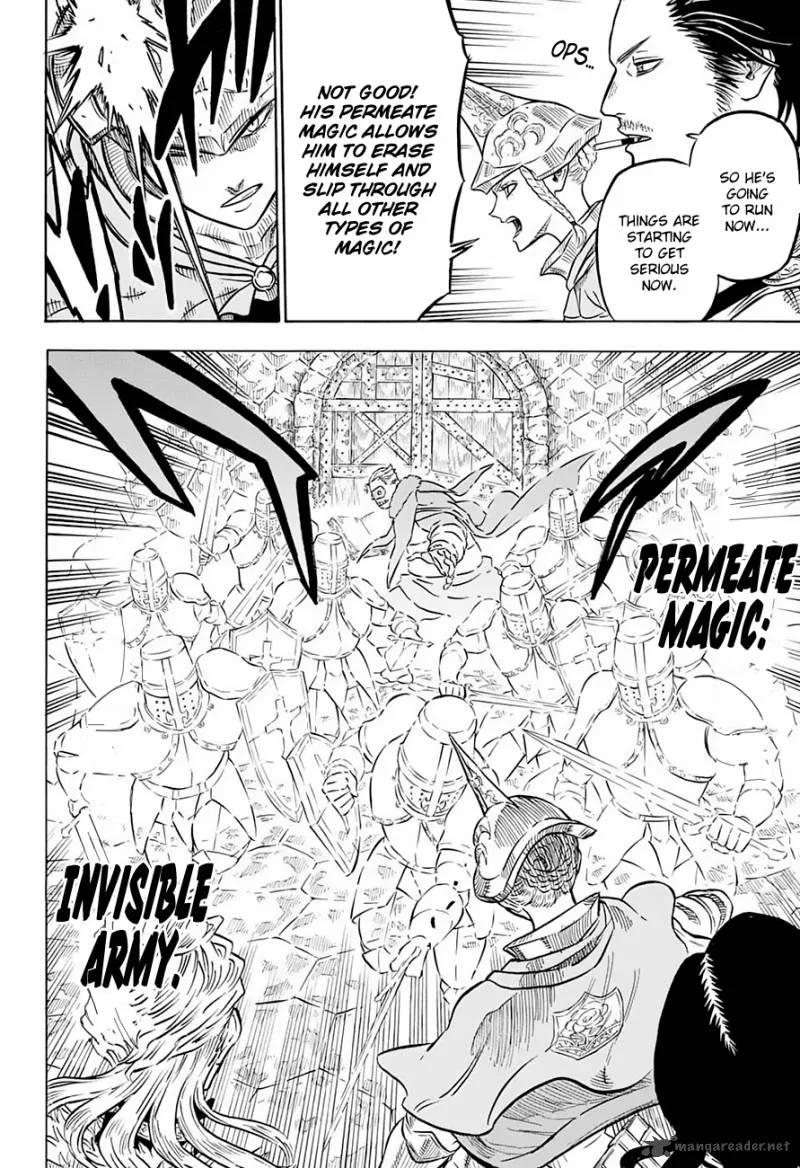 OPS...
SO HE'S
GOING
TO RUN
NOW...
THINGS ARE
STARTING
TO GET
SERIOUS
NOW.
NOT GOOD!
HIS PERMEATE
MAGIC ALLOWS
HIM TO ERASE
HIMSELF AND
SLIP THROUGH
ALL OTHER
TYPES OF
MAGIC!
PERMEATE
MAGIC:
INVISIBLE
ARMY.
mangareader.net